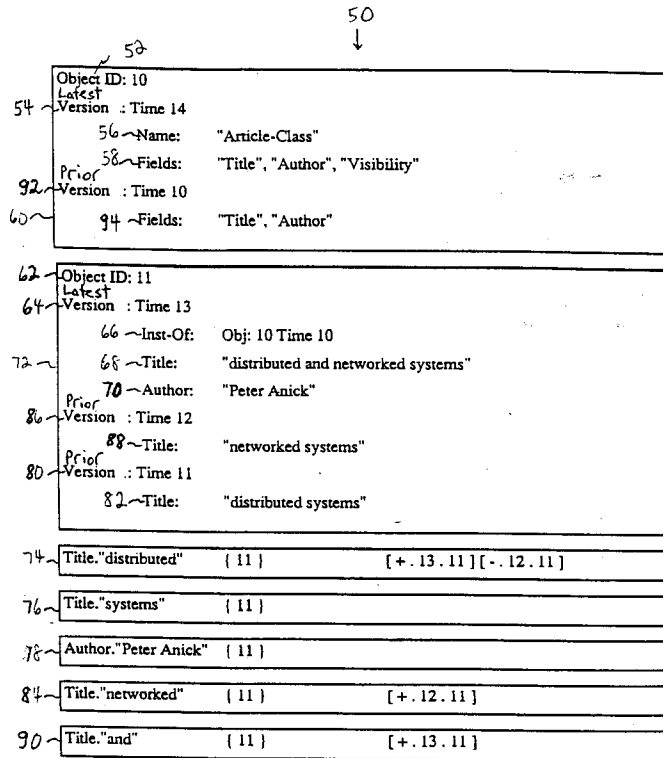 50
52
Object ID: 10
Latest
54 Version : Time 14
56 Name: "Article-Class"
58 Fields: "Title", "Author", "Visibility"
Prior
92 Version : Time 10
60
94 Fields: "Title", "Author"
62 Object ID: 11
Latest
64 Version : Time 13
66 Inst-Of: Obj: 10 Time 10
72 68 Title: "distributed and networked systems"
70 Author: "Peter Anick"
Prior
86 Version : Time 12
88 Title: "networked systems"
Prior
80 Version .: Time 11
82 Title: "distributed systems"
74 Title."distributed" { 11 } [ + . 13 . 11 ] [ - . 12 . 11 ]
76 Title."systems" { 11 }
78 Author."Peter Anick" { 11 }
84 Title."networked" { 11 } [ + . 12 . 11 ]
90 Title."and" { 11 } [ + . 13 . 11 ]